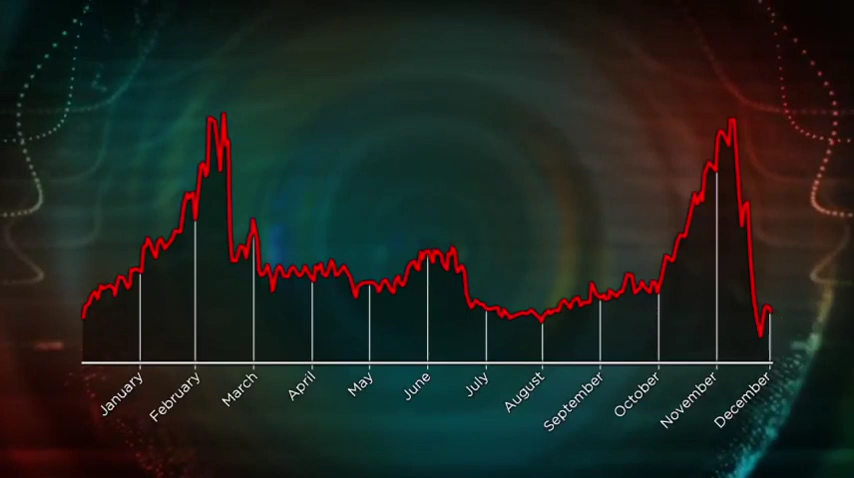 January
February
March
April
May
June
July
August
September
October
November
December